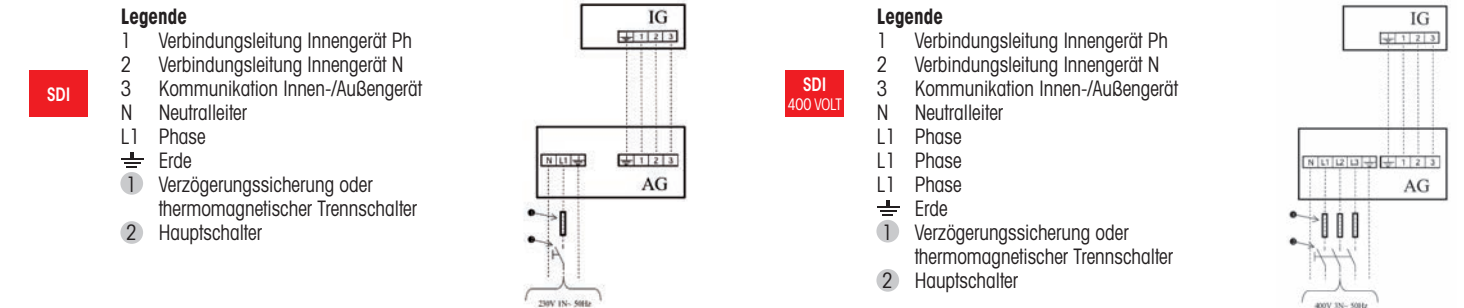 SDI
Legende
1 Verbindungsleitung Innengerät Ph
2 Verbindungsleitung Innengerät N
3 Kommunikation Innen-/Außengerät
N Neutralleiter
L1 Phase
⏚ Erde
1 Verzögerungssicherung oder
thermomagnetischer Trennschalter
2 Hauptschalter
IG
⏚ 1 2 3
N L1 ⏚ ⏚ 1 2 3
AG
230V 1N~ 50Hz
SDI
400 VOLT
Legende
1 Verbindungsleitung Innengerät Ph
2 Verbindungsleitung Innengerät N
3 Kommunikation Innen-/Außengerät
N Neutralleiter
L1 Phase
L1 Phase
L1 Phase
⏚ Erde
1 Verzögerungssicherung oder
thermomagnetischer Trennschalter
2 Hauptschalter
IG
⏚ 1 2 3
N L1 L2 L3 ⏚ ⏚ 1 2 3
AG
400V 3N~ 50Hz